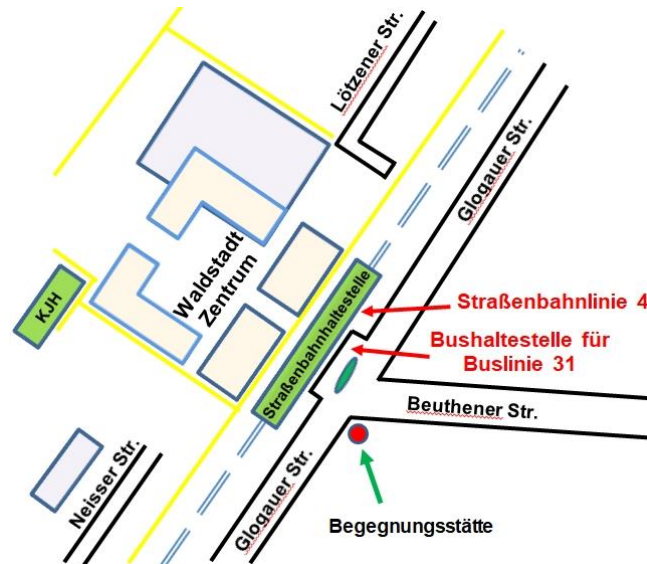 Lötzener Str.
Glogauer Str.
Waldstadt
Zentrum
KJH
Straßenbahnhaltestelle
Straßenbahnlinie 4
Bushaltestelle für
Buslinie 31
Beuthener Str.
Neisser Str.
Glogauer Str.
Begegnungsstätte